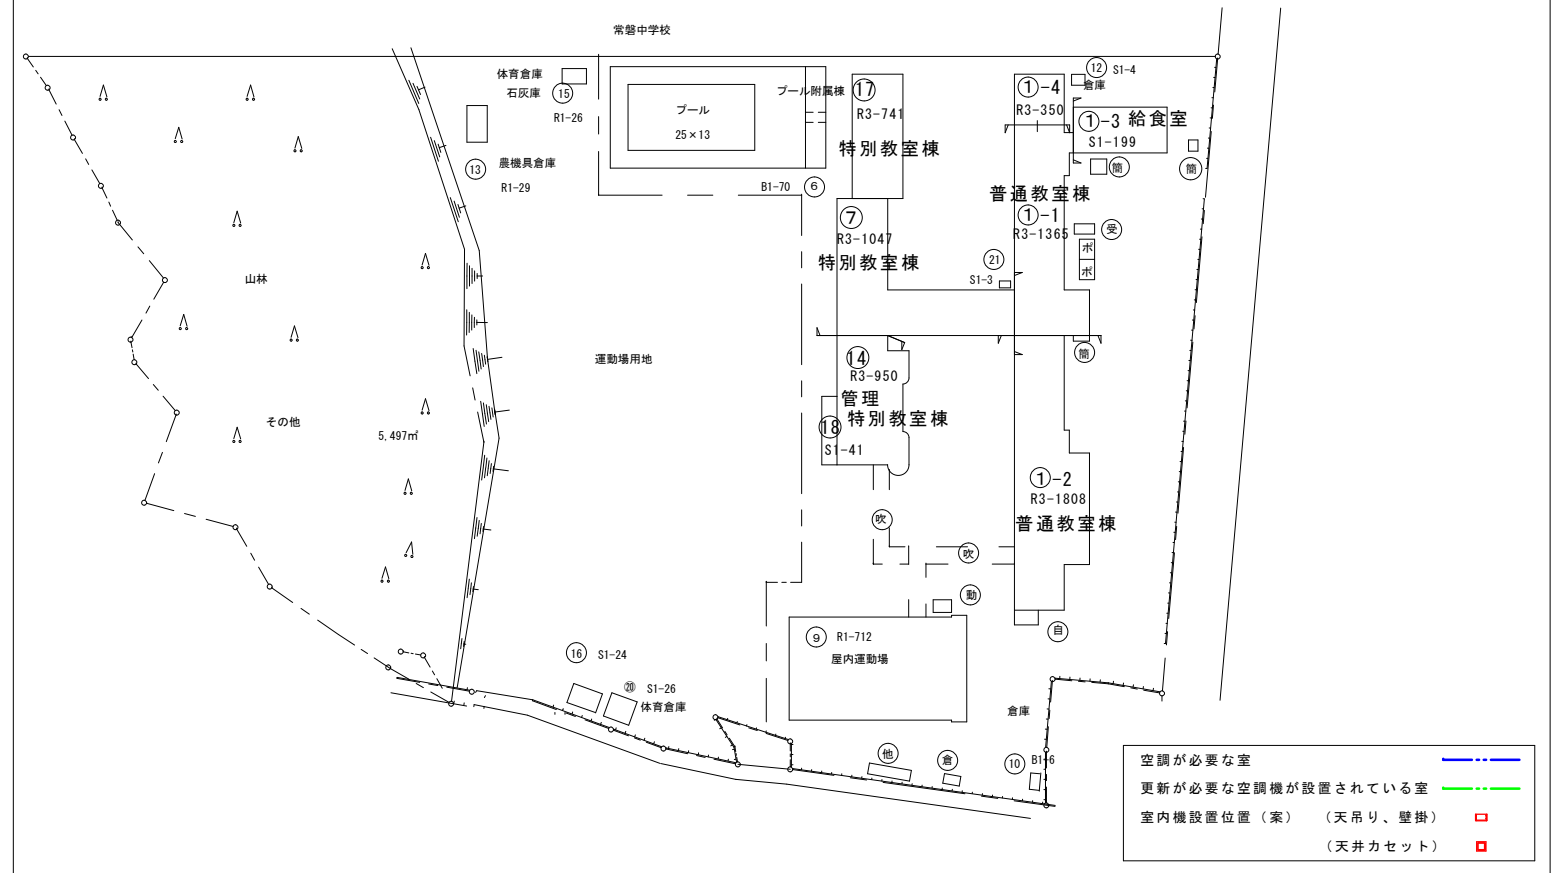 常磐中学校
体育倉庫
石灰庫
⑮
R1-26
プール
25×13
プール附属棟
⑰
R3-741
特別教室棟
①-4
R3-350
⑫ S1-4
倉庫
①-3 給食室
S1-199
簡
簡
⑬
農機具倉庫
R1-29
B1-70 ⑥
⑦
R3-1047
特別教室棟
普通教室棟
①-1
R3-1365
受
ポ
ポ
㉑
S1-3
山林
運動場用地
簡
⑭
R3-950
管理
特別教室棟
⑱
S1-41
その他
5,497㎡
①-2
R3-1808
普通教室棟
吹
吹
動
自
⑨ R1-712
屋内運動場
⑯ S1-24
⑳ S1-26
体育倉庫
倉庫
他
倉
⑩ B1-6
空調が必要な室
更新が必要な空調機が設置されている室
室内機設置位置（案） （天吊り、壁掛）
（天井カセット）